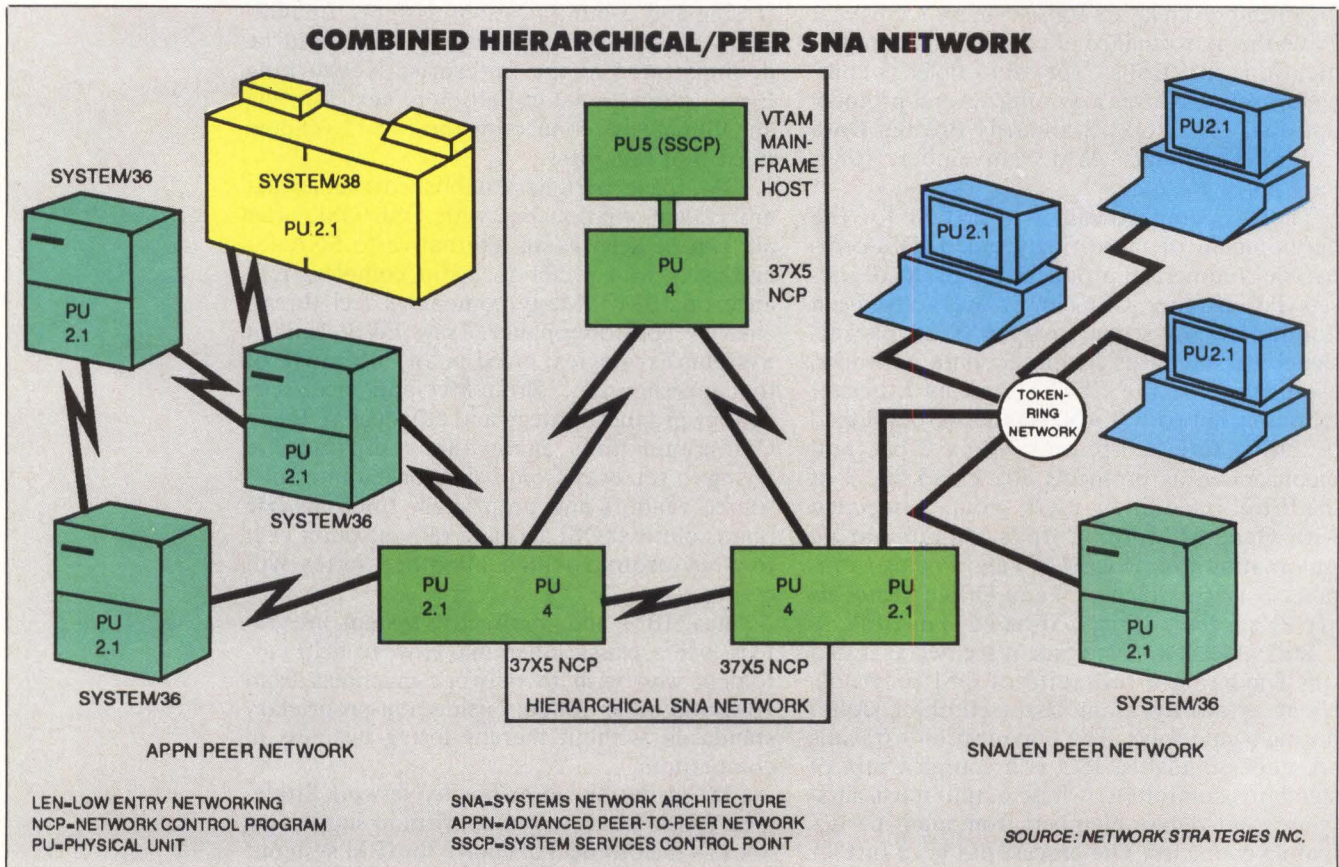 COMBINED HIERARCHICAL/PEER SNA NETWORK
SYSTEM/36
PU
2.1
SYSTEM/38
PU 2.1
PU
2.1
SYSTEM/36
PU
2.1
SYSTEM/36
APPN PEER NETWORK
PU5 (SSCP)
VTAM
MAIN-
FRAME
HOST
PU
4
37X5
NCP
PU
2.1
PU
4
37X5 NCP
PU
4
PU
2.1
37X5 NCP
HIERARCHICAL SNA NETWORK
PU2.1
PU 2.1
PU2.1
TOKEN-
RING
NETWORK
PU
2.1
SYSTEM/36
SNA/LEN PEER NETWORK
LEN=LOW ENTRY NETWORKING
NCP=NETWORK CONTROL PROGRAM
PU=PHYSICAL UNIT
SNA=SYSTEMS NETWORK ARCHITECTURE
APPN=ADVANCED PEER-TO-PEER NETWORK
SSCP=SYSTEM SERVICES CONTROL POINT
SOURCE: NETWORK STRATEGIES INC.